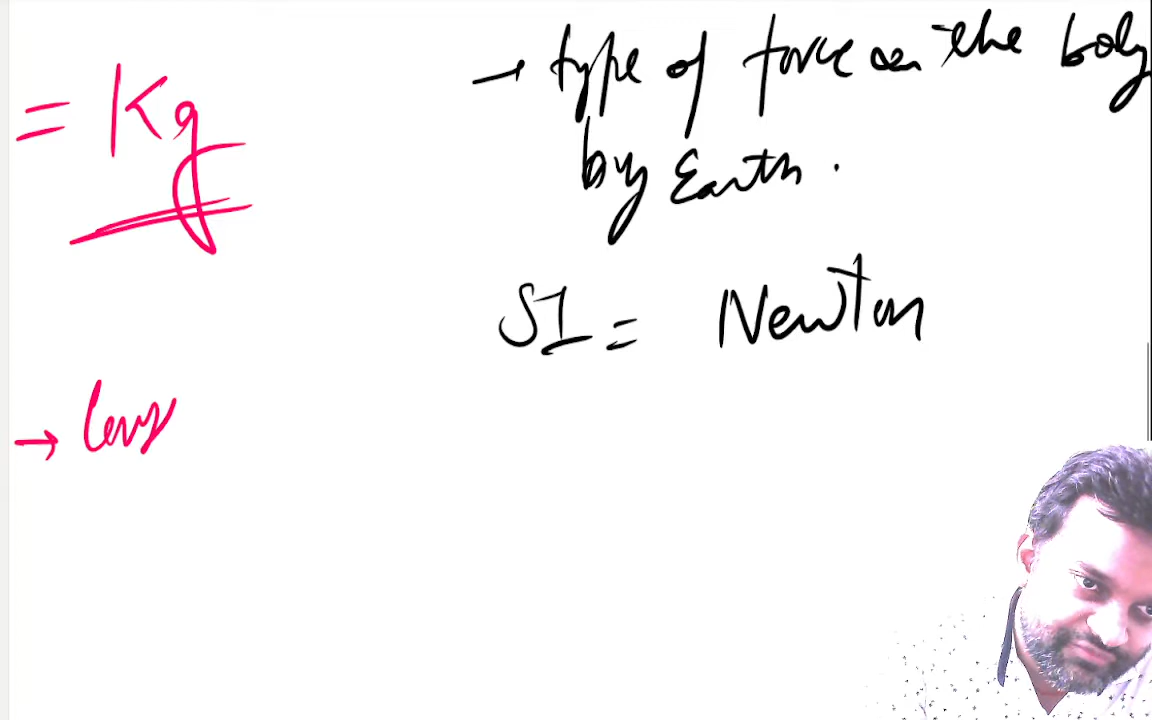 = Kg
→ type of force on the body
by Earth .
SI = Newton
→